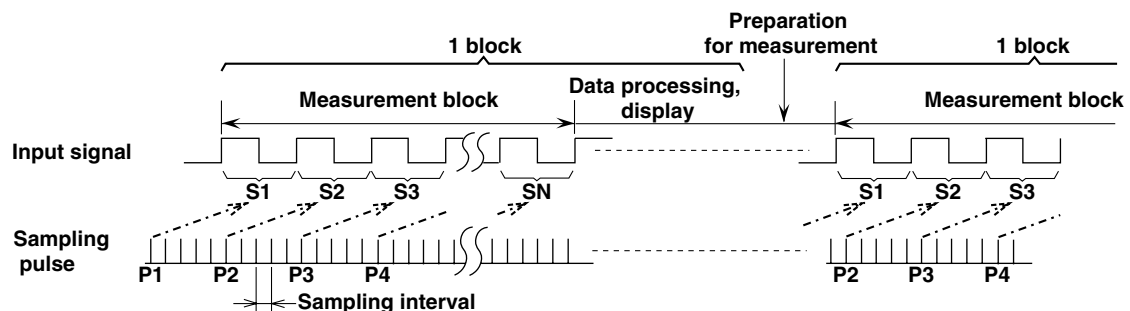 Preparation
for measurement
1 block
1 block
Measurement block
Data processing,
display
Measurement block
Input signal
S1 S2 S3 SN S1 S2 S3
Sampling
pulse
P1 P2 P3 P4 P2 P3 P4
Sampling interval